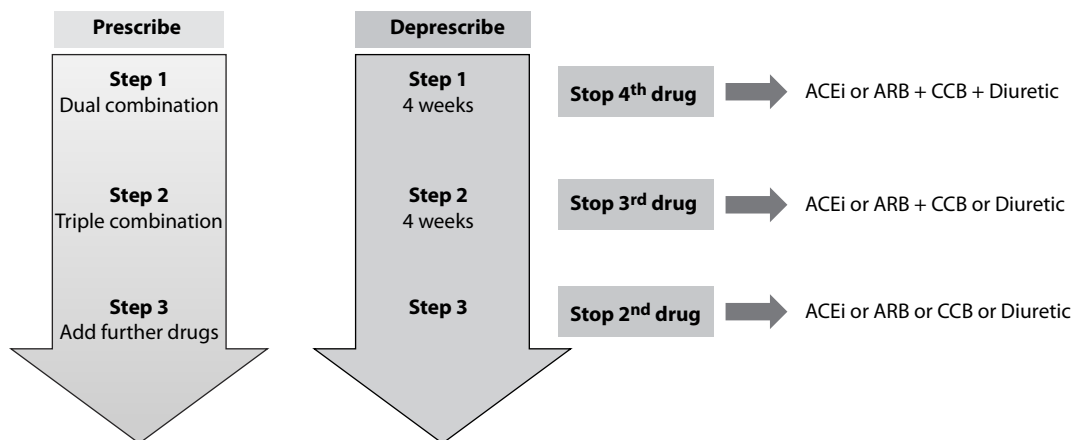 Prescribe
Step 1
Dual combination
Step 2
Triple combination
Step 3
Add further drugs
Deprescribe
Step 1
4 weeks
Step 2
4 weeks
Step 3
Stop 4th drug
ACEi or ARB + CCB + Diuretic
Stop 3rd drug
ACEi or ARB + CCB or Diuretic
Stop 2nd drug
ACEi or ARB or CCB or Diuretic